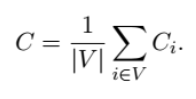 C = \frac{1}{|V|} \sum_{i \in V} C_i.